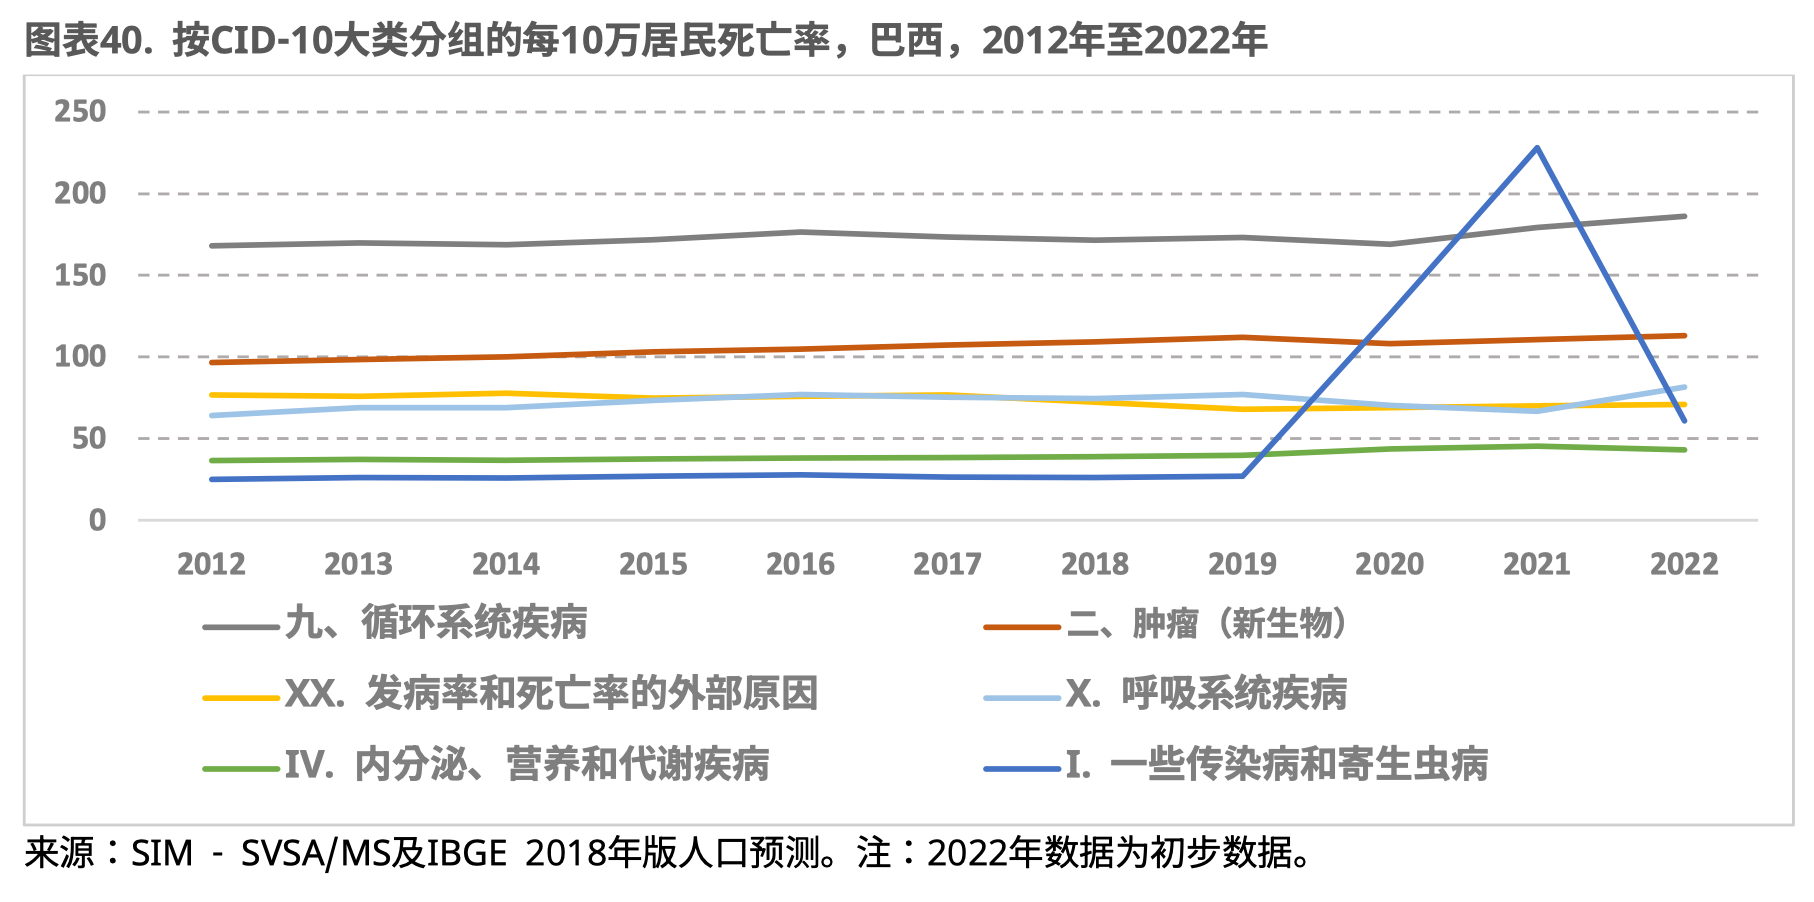 图表40. 按CID-10大类分组的每10万居民死亡率，巴西，2012年至2022年
250
200
150
100
50
0
2012 2013 2014 2015 2016 2017 2018 2019 2020 2021 2022
九、循环系统疾病 二、肿瘤（新生物）
XX. 发病率和死亡率的外部原因 X. 呼吸系统疾病
IV. 内分泌、营养和代谢疾病 I. 一些传染病和寄生虫病
来源：SIM - SVSA/MS及IBGE 2018年版人口预测。注：2022年数据为初步数据。